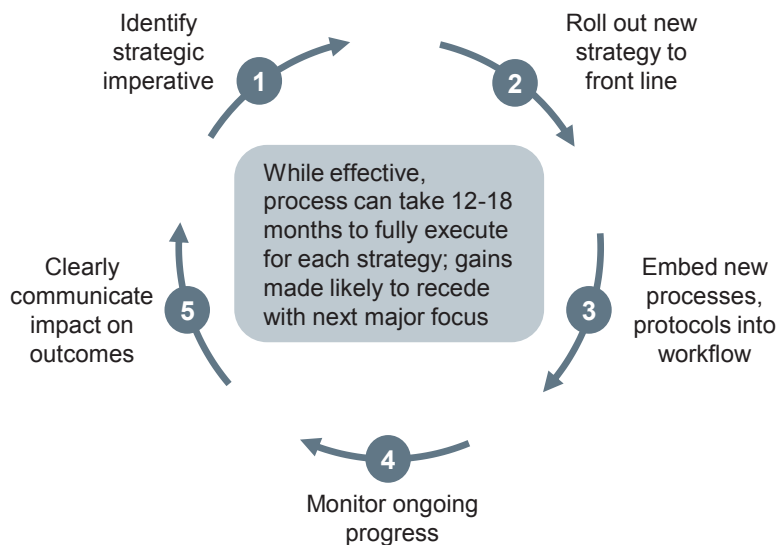 Identify
strategic
imperative
1
2
Roll out new
strategy to
front line
While effective,
process can take 12-18
months to fully execute
for each strategy; gains
made likely to recede
with next major focus
3
Embed new
processes,
protocols into
workflow
4
Monitor ongoing
progress
5
Clearly
communicate
impact on
outcomes